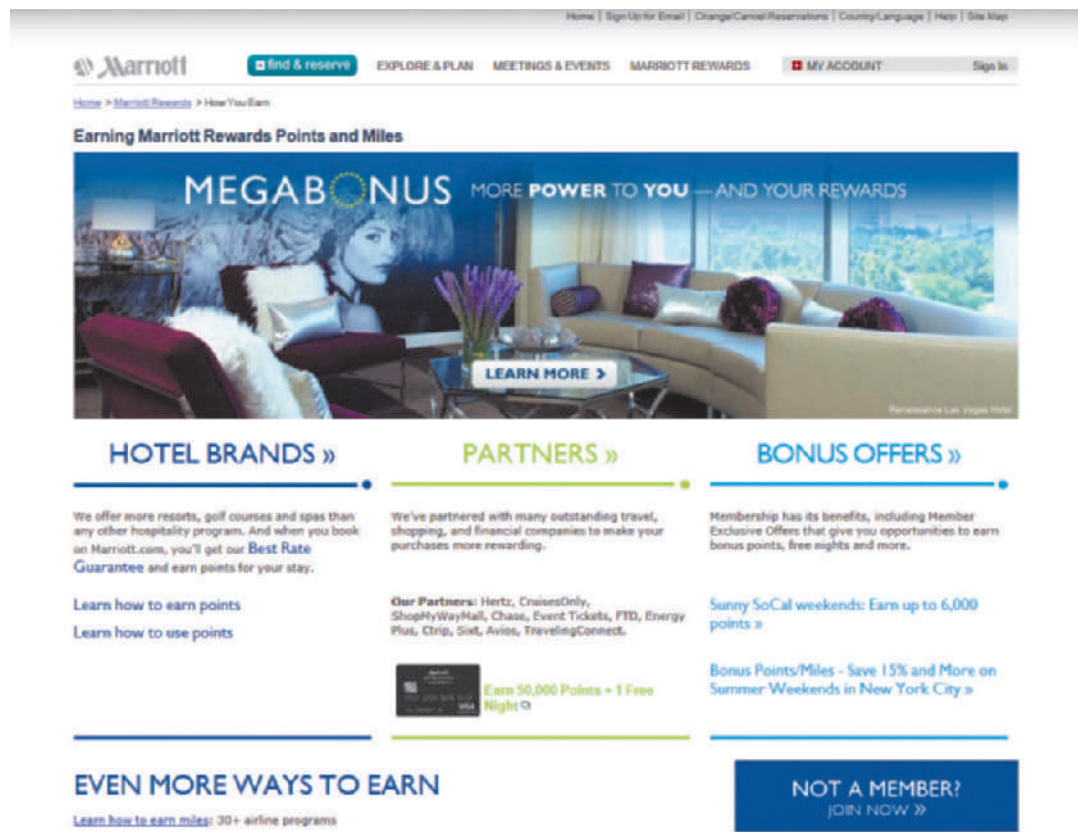 Home | Sign Up for Email | Change/Cancel Reservations | Country/Language | Help | Site Map
Marriott
find & reserve
EXPLORE & PLAN
MEETINGS & EVENTS
MARRIOTT REWARDS
MY ACCOUNT
Sign In
Home > Marriott Rewards > How You Earn
Earning Marriott Rewards Points and Miles
MEGABONUS MORE POWER TO YOU — AND YOUR REWARDS
LEARN MORE >
Renaissance Las Vegas Hotel
HOTEL BRANDS »
We offer more resorts, golf courses and spas than
any other hospitality program. And when you book
on Marriott.com, you'll get our Best Rate
Guarantee and earn points for your stay.
Learn how to earn points
Learn how to use points
PARTNERS »
We've partnered with many outstanding travel,
shopping, and financial companies to make your
purchases more rewarding.
Our Partners: Hertz, CruisesOnly,
ShopMyWayMall, Chase, Event Tickets, FTD, Energy
Plus, Ctrip, Sixt, Avios, TravelingConnect.
VISA
Earn 50,000 Points + 1 Free
Night
BONUS OFFERS »
Membership has its benefits, including Member
Exclusive Offers that give you opportunities to earn
bonus points, free nights and more.
Sunny SoCal weekends: Earn up to 6,000
points »
Bonus Points/Miles - Save 15% and More on
Summer Weekends in New York City »
EVEN MORE WAYS TO EARN
Learn how to earn miles: 30+ airline programs
NOT A MEMBER?
JOIN NOW »